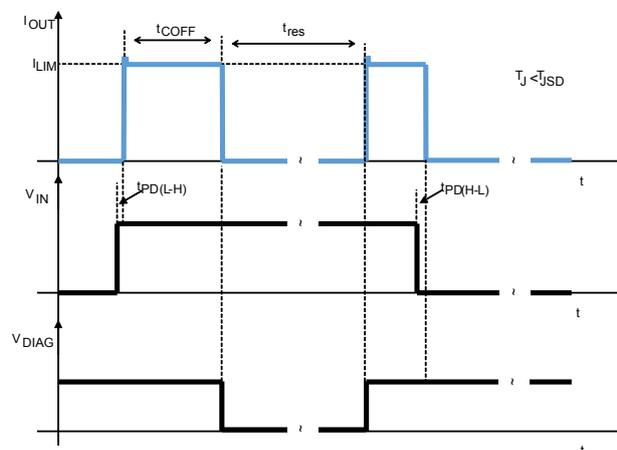 IOUT
tCOFF
tres
ILIM
TJ <TJSD
t
tPD(L-H)
tPD(H-L)
VIN
~
~
~
t
VDIAG
~
~